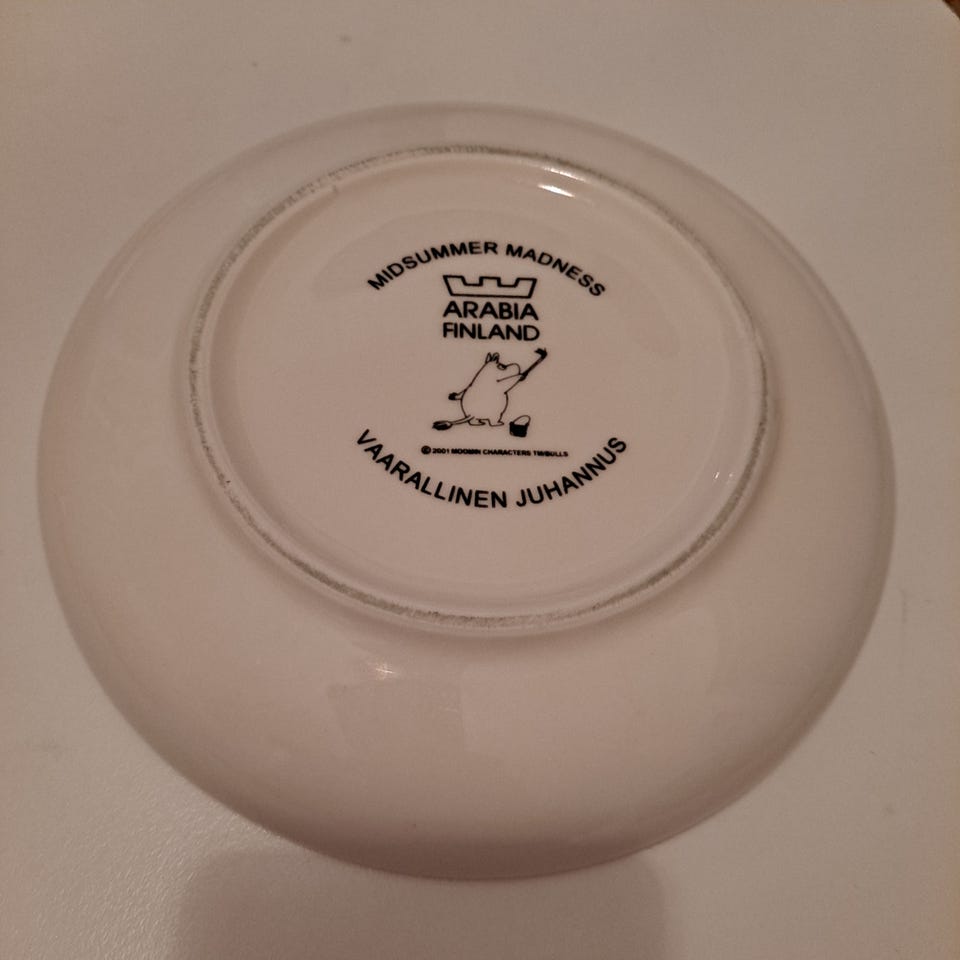 MIDSUMMER MADNESS
ARABIA
FINLAND
© 2001 MOOMIN CHARACTERS TM/BULLS
VAARALLINEN JUHANNUS